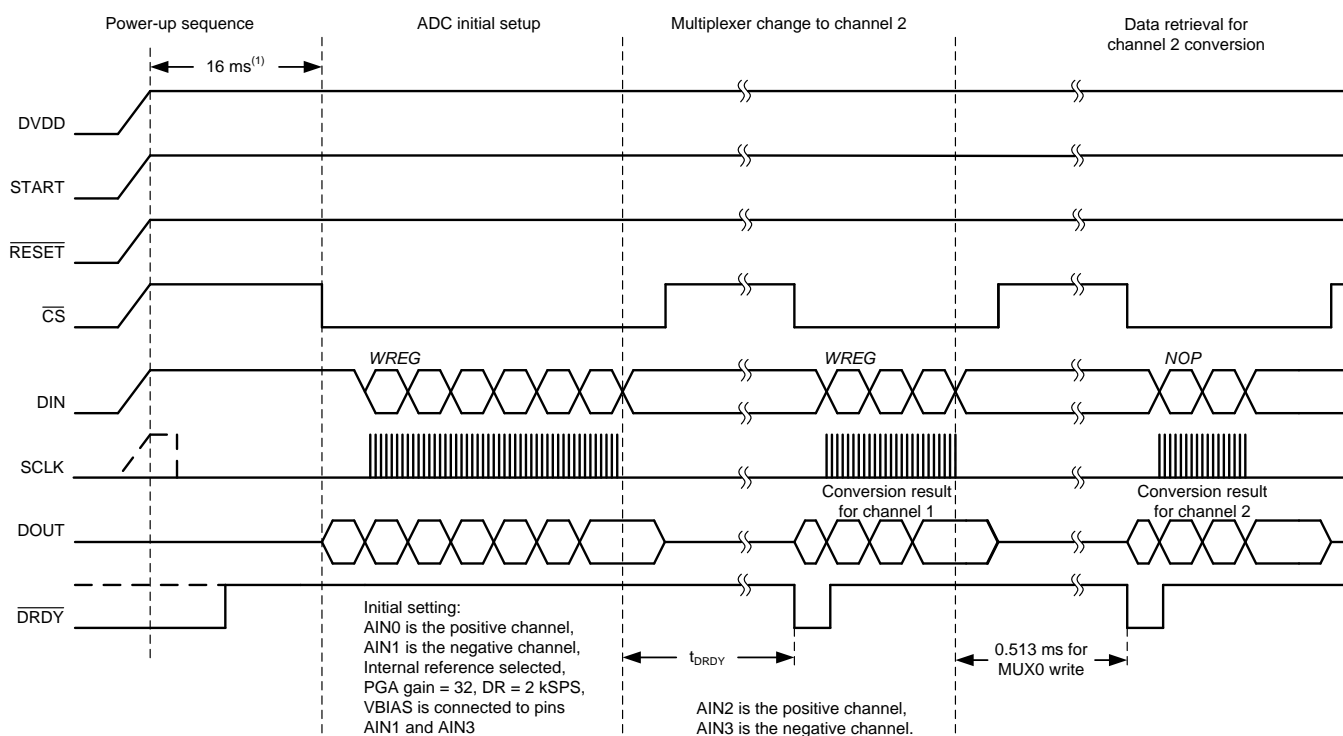 Power-up sequence
ADC initial setup
Multiplexer change to channel 2
Data retrieval for
channel 2 conversion
16 ms(1)
DVDD
START
RESET
CS
WREG
WREG
NOP
DIN
SCLK
Conversion result
for channel 1
Conversion result
for channel 2
DOUT
DRDY
Initial setting:
AIN0 is the positive channel,
AIN1 is the negative channel,
Internal reference selected,
PGA gain = 32, DR = 2 kSPS,
VBIAS is connected to pins
AIN1 and AIN3
tDRDY
0.513 ms for
MUX0 write
AIN2 is the positive channel,
AIN3 is the negative channel.